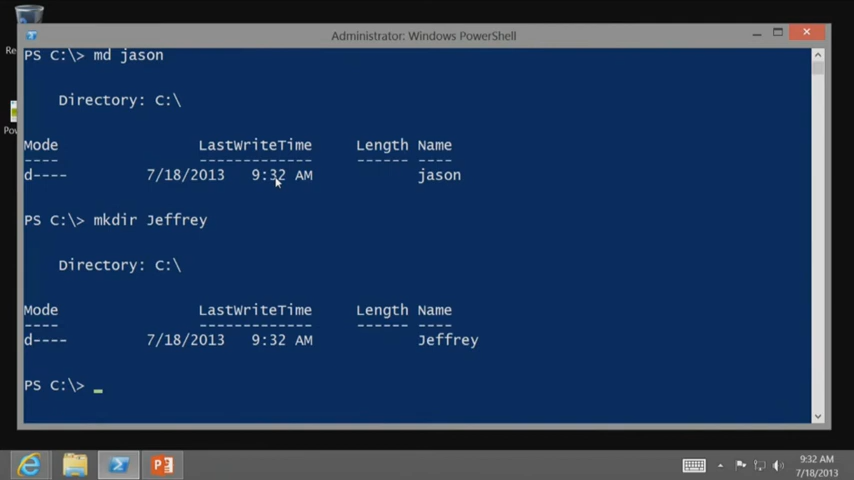 Administrator: Windows PowerShell
PS C:\> md jason
Directory: C:\
Mode LastWriteTime Length Name
---- ------------- ------ ----
d---- 7/18/2013 9:32 AM jason
PS C:\> mkdir Jeffrey
Directory: C:\
Mode LastWriteTime Length Name
---- ------------- ------ ----
d---- 7/18/2013 9:32 AM Jeffrey
PS C:\>
9:32 AM
7/18/2013